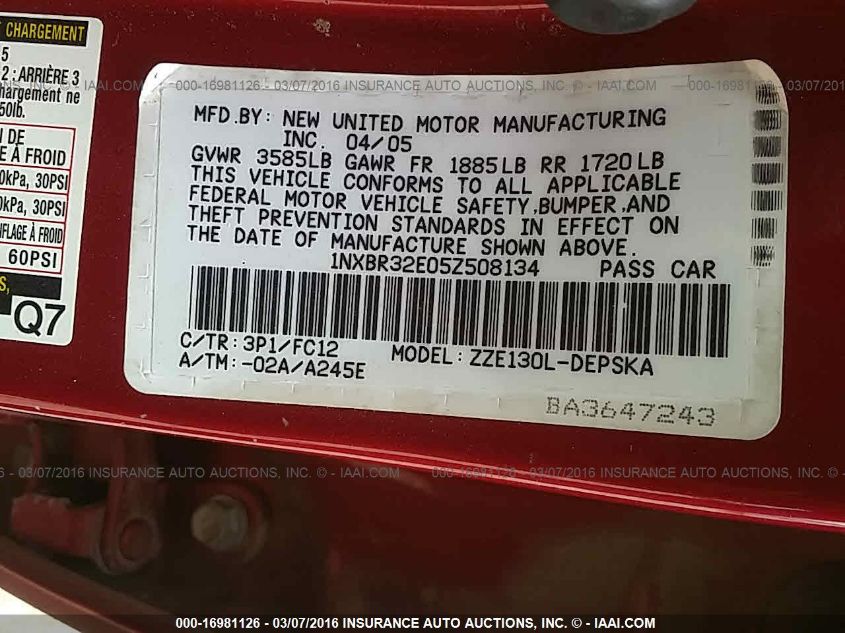 T CHARGEMENT
5
2 ; ARRIÈRE 3
hargement ne
50lb.
N DE
À FROID
0kPa, 30PSI
0kPa, 30PSI
NFLAGE À FROID
60PSI
S,
Q7
000-16981126 - 03/07/2016 INSURANCE AUTO AUCTIONS, INC. © - IAAI.COM
MFD.BY: NEW UNITED MOTOR MANUFACTURING
INC. 04/05
GVWR 3585LB GAWR FR 1885LB RR 1720LB
THIS VEHICLE CONFORMS TO ALL APPLICABLE
FEDERAL MOTOR VEHICLE SAFETY,BUMPER,AND
THEFT PREVENTION STANDARDS IN EFFECT ON
THE DATE OF MANUFACTURE SHOWN ABOVE.
1NXBR32E05Z508134 PASS CAR
C/TR: 3P1/FC12 MODEL: ZZE130L-DEPSKA
A/TM:-02A/A245E
BA3647243
- 03/07/2016 INSURANCE AUTO AUCTIONS, INC. © - IAAI.COM
000-16981126 - 03/07/2016 INSURANCE AUTO AUCTIONS, INC. © - IAAI.COM
000-16981126 - 03/07/2016 INSURANCE AUTO AUCTIONS, INC. © - IAAI.COM